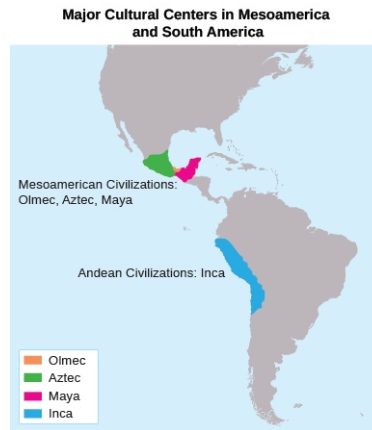 Major Cultural Centers in Mesoamerica
and South America
Mesoamerican Civilizations:
Olmec, Aztec, Maya
Andean Civilizations: Inca
Olmec
Aztec
Maya
Inca